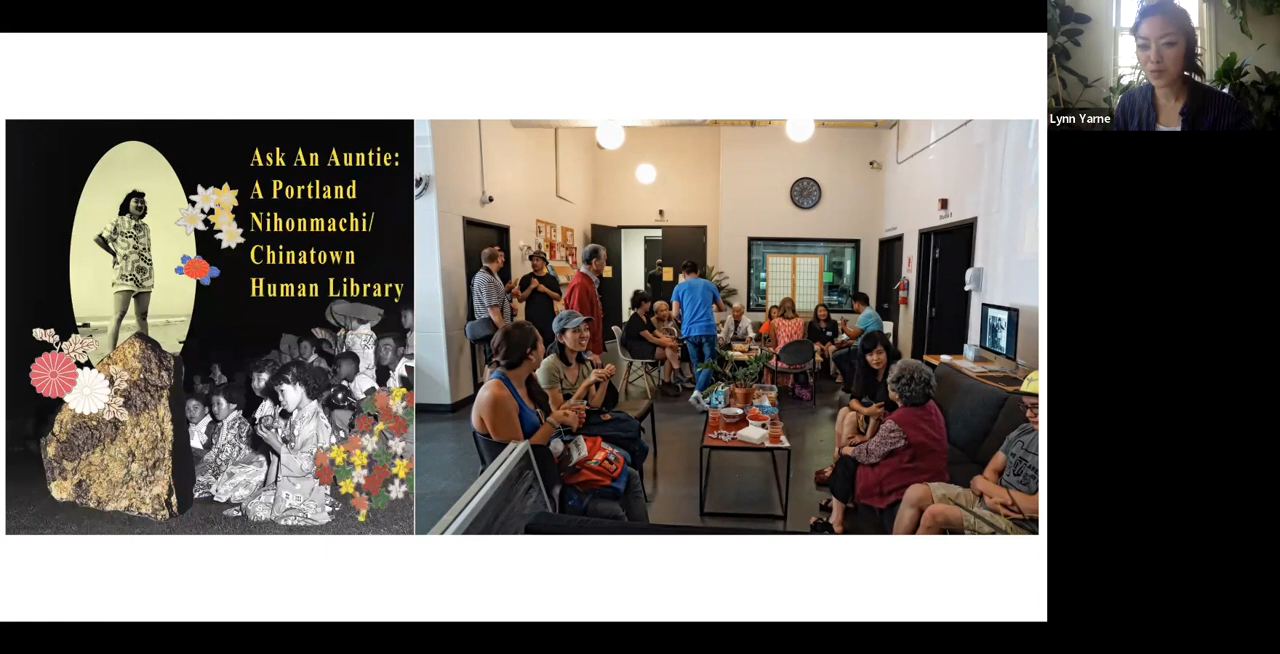 Ask An Auntie:
A Portland
Nihonmachi/
Chinatown
Human Library
Lynn Yarne